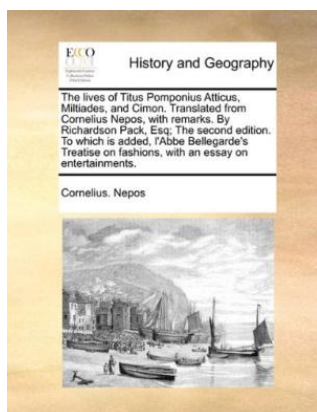 ECCO
History and Geography
The lives of Titus Pomponius Atticus,
Miltiades, and Cimon. Translated from
Cornelius Nepos, with remarks. By
Richardson Pack, Esq; The second edition.
To which is added, l'Abbe Bellegarde's
Treatise on fashions, with an essay on
entertainments.
Cornelius. Nepos